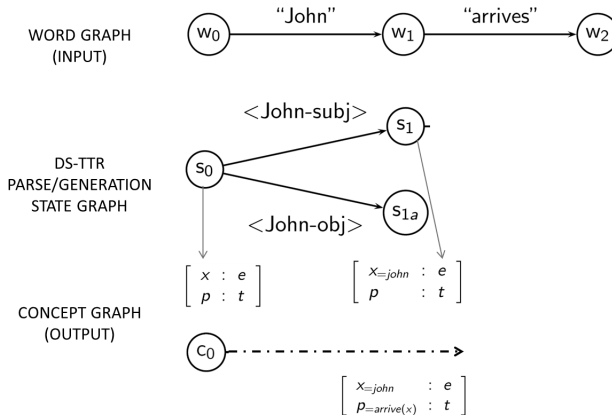 WORD GRAPH
(INPUT)
w0 "John" w1 "arrives" w2
<John-subj>
s1
DS-TTR
PARSE/GENERATION
STATE GRAPH
s0
s1a
<John-obj>
[ x : e ]
[ p : t ]
[ x=john : e ]
[ p : t ]
CONCEPT GRAPH
(OUTPUT)
c0
[ x=john : e ]
[ p=arrive(x) : t ]